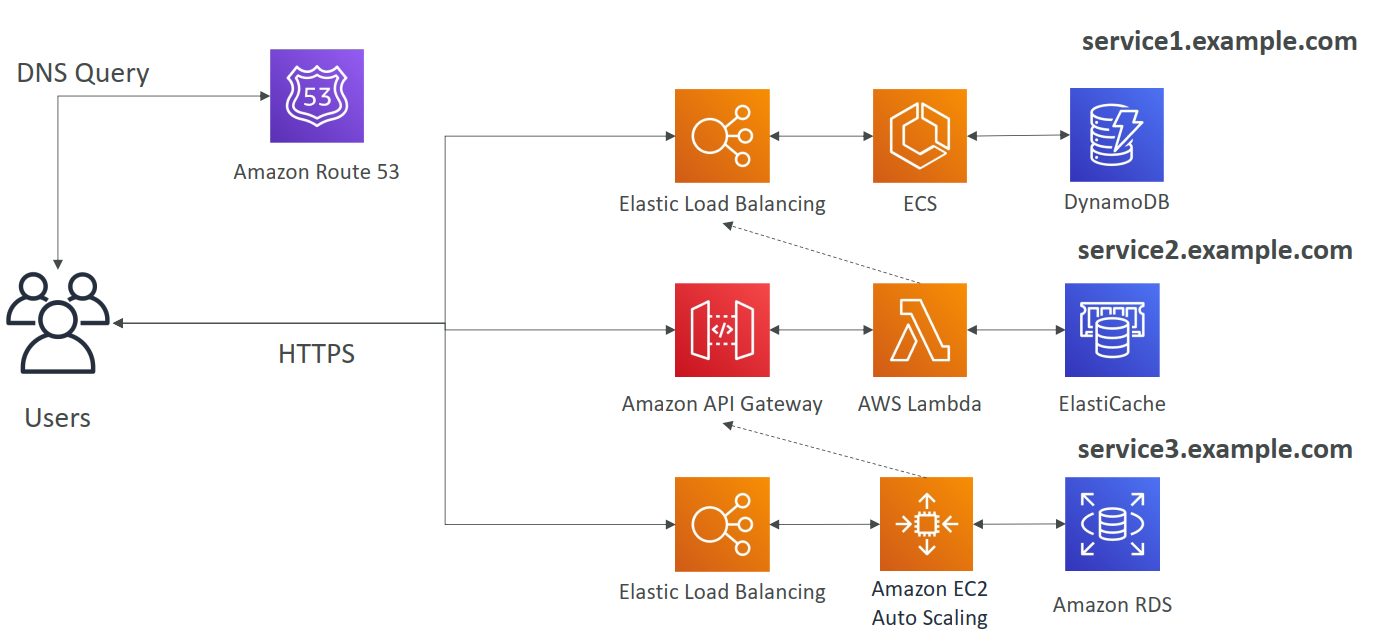 service1.example.com
DNS Query
53
Amazon Route 53
Elastic Load Balancing
ECS
DynamoDB
service2.example.com
</>
HTTPS
Users
Amazon API Gateway
AWS Lambda
ElastiCache
service3.example.com
Elastic Load Balancing
Amazon EC2
Auto Scaling
Amazon RDS